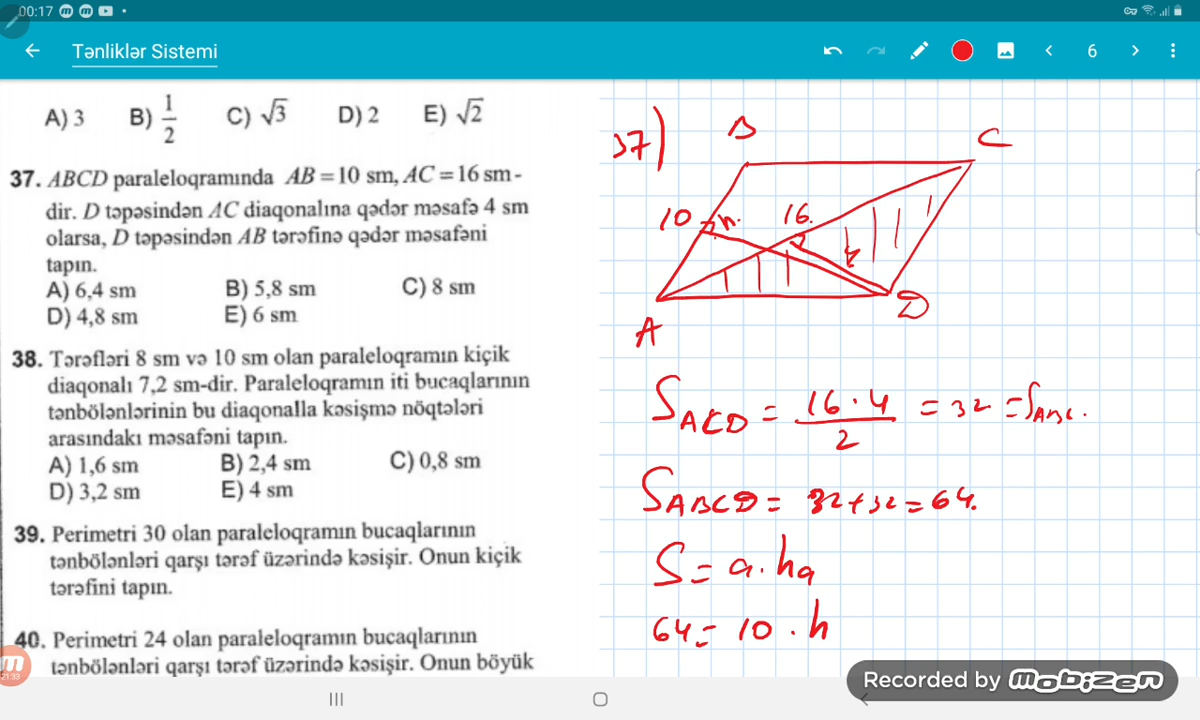 00:17
Tənliklər Sistemi
6
A) 3 B) 1/2 C) √3 D) 2 E) √2
37. ABCD paraleloqramında AB = 10 sm, AC = 16 sm-
dir. D təpəsindən AC diaqonalına qədər məsafə 4 sm
olarsa, D təpəsindən AB tərəfinə qədər məsafəni
tapın.
A) 6,4 sm B) 5,8 sm C) 8 sm
D) 4,8 sm E) 6 sm
38. Tərəfləri 8 sm və 10 sm olan paraleloqramın kiçik
diaqonalı 7,2 sm-dir. Paraleloqramın iti bucaqlarının
tənbölənlərinin bu diaqonalla kəsişmə nöqtələri
arasındakı məsafəni tapın.
A) 1,6 sm B) 2,4 sm C) 0,8 sm
D) 3,2 sm E) 4 sm
39. Perimetri 30 olan paraleloqramın bucaqlarının
tənbölənləri qarşı tərəf üzərində kəsişir. Onun kiçik
tərəfini tapın.
40. Perimetri 24 olan paraleloqramın bucaqlarının
tənbölənləri qarşı tərəf üzərində kəsişir. Onun böyük
21:33
37)
B C
10 h. 16. 4
A D
S ACD = 16 · 4 / 2 = 32 = S ABC.
S ABCD = 32 + 32 = 64.
S = a · ha
64 = 10 · h
Recorded by mobizen